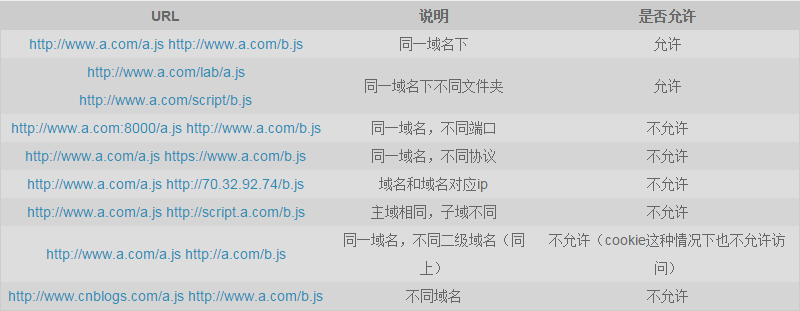 URL 说明 是否允许
http://www.a.com/a.js http://www.a.com/b.js 同一域名下 允许
http://www.a.com/lab/a.js
http://www.a.com/script/b.js 同一域名下不同文件夹 允许
http://www.a.com:8000/a.js http://www.a.com/b.js 同一域名，不同端口 不允许
http://www.a.com/a.js https://www.a.com/b.js 同一域名，不同协议 不允许
http://www.a.com/a.js http://70.32.92.74/b.js 域名和域名对应ip 不允许
http://www.a.com/a.js http://script.a.com/b.js 主域相同，子域不同 不允许
http://www.a.com/a.js http://a.com/b.js 同一域名，不同二级域名（同
上） 不允许（cookie这种情况下也不允许访
问）
http://www.cnblogs.com/a.js http://www.a.com/b.js 不同域名 不允许